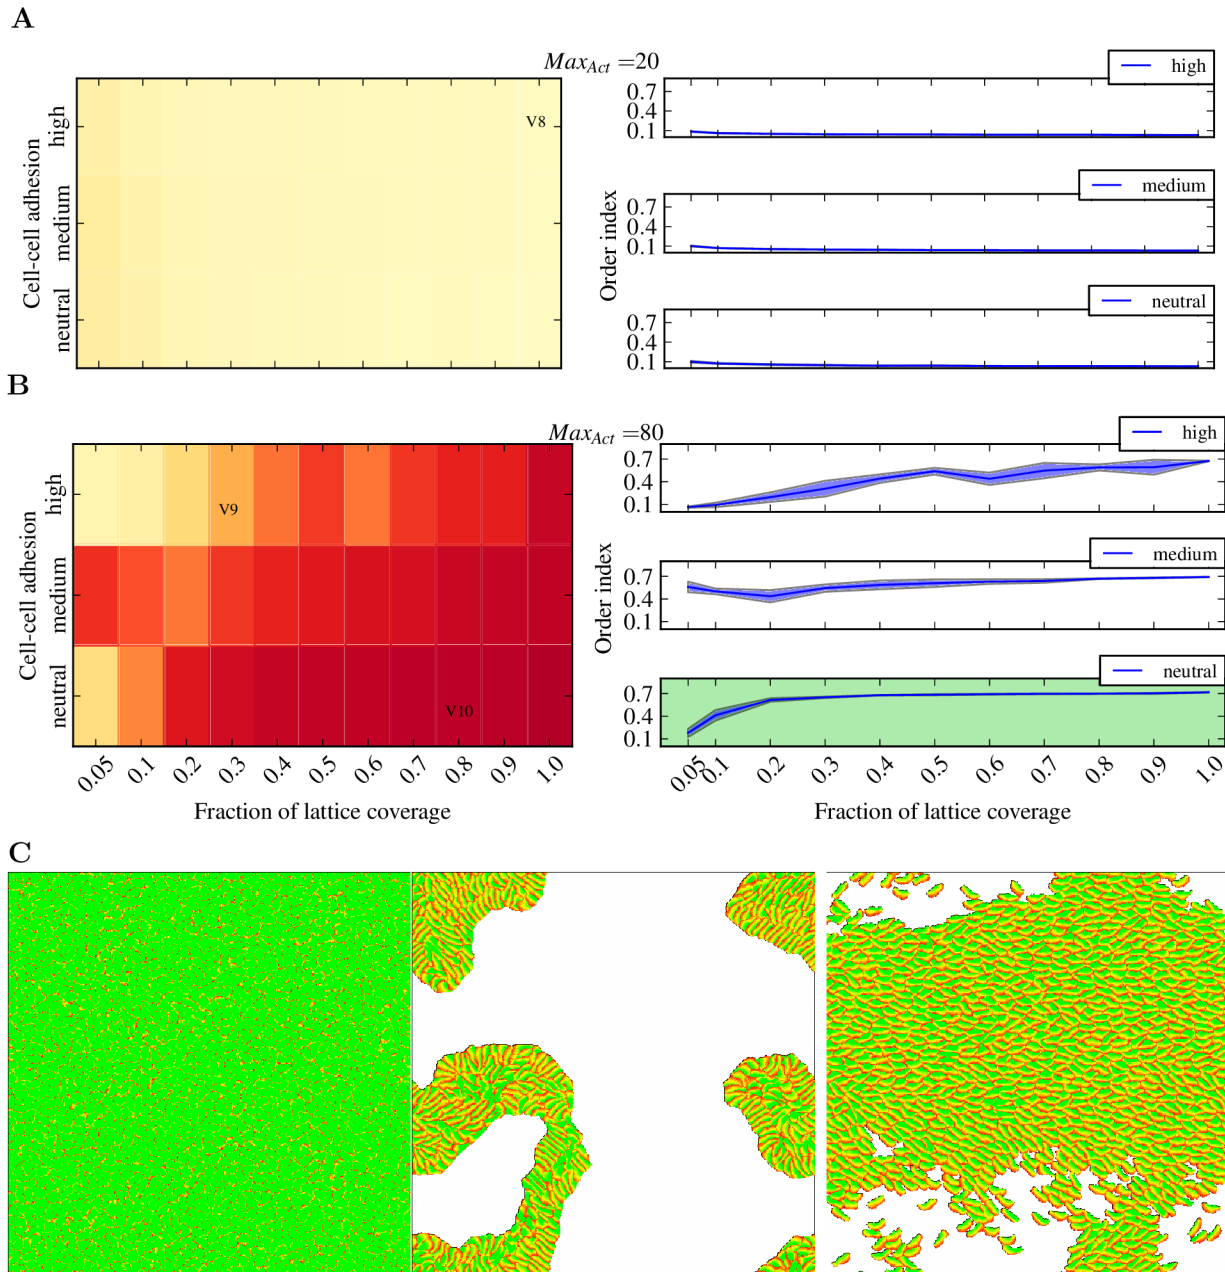 A
Max_Act =20
Cell-cell adhesion
high
medium
neutral
V8
Order index
high
0.7
0.4
0.1
medium
0.7
0.4
0.1
neutral
0.7
0.4
0.1
B
Max_Act =80
Cell-cell adhesion
high
medium
neutral
V9
V10
0.05 0.1 0.2 0.3 0.4 0.5 0.6 0.7 0.8 0.9 1.0
Fraction of lattice coverage
Order index
high
0.7
0.4
0.1
medium
0.7
0.4
0.1
neutral
0.7
0.4
0.1
0.05 0.1 0.2 0.3 0.4 0.5 0.6 0.7 0.8 0.9 1.0
Fraction of lattice coverage
C